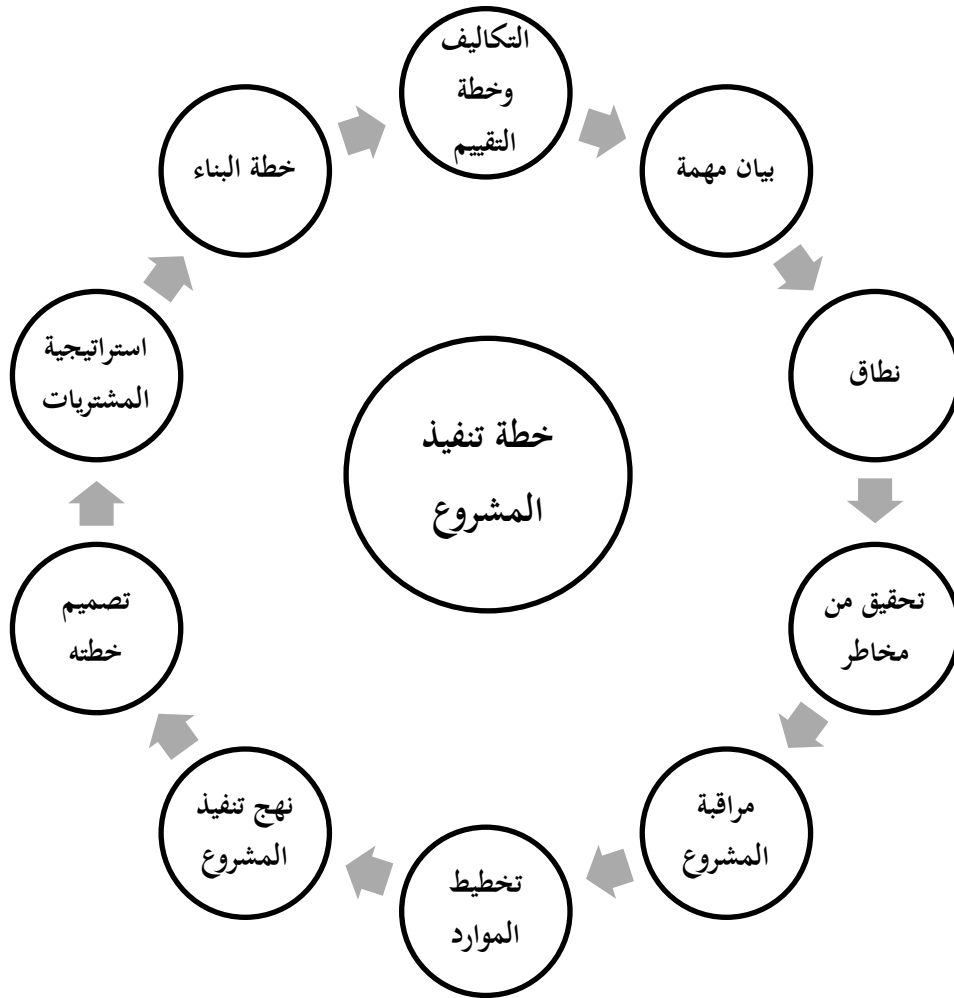 التكاليف
وخطة
التقييم
بيان مهمة
نطاق
تحقيق من
مخاطر
مراقبة
المشروع
تخطيط
الموارد
نهج تنفيذ
المشروع
تصميم
خطته
استراتيجية
المشتريات
خطة البناء
خطة تنفيذ
المشروع